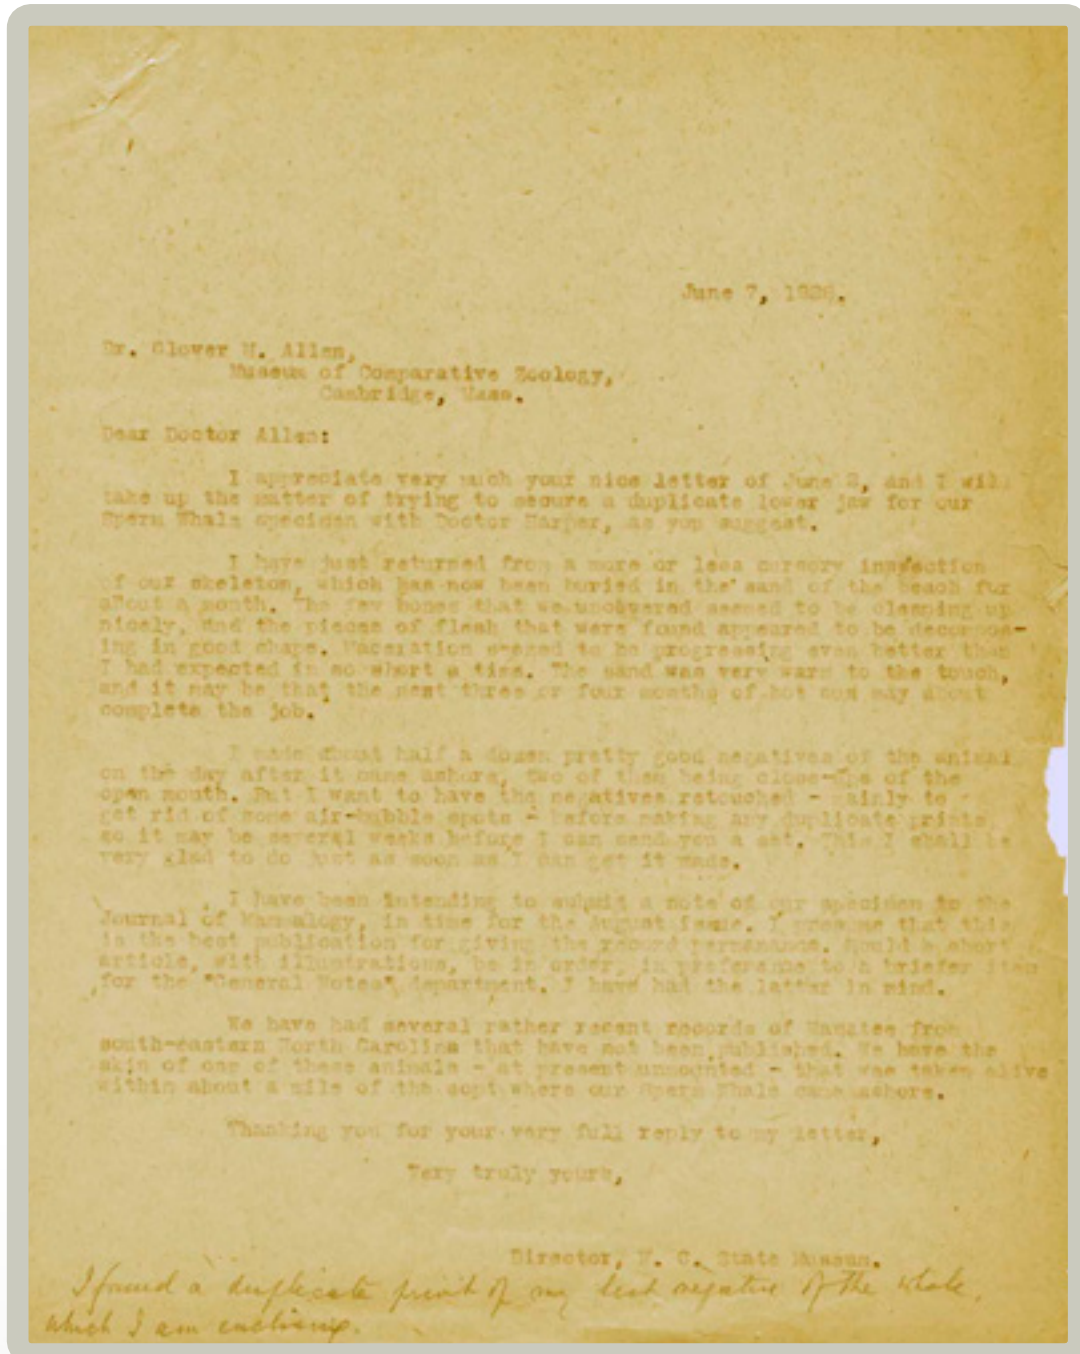 June 7, 1928.
Dr. Glover M. Allen,
Museum of Comparative Zoology,
Cambridge, Mass.
Dear Doctor Allen:
I appreciate very much your nice letter of June 2, and I will
take up the matter of trying to secure a duplicate lower jaw for our
Sperm Whale specimen with Doctor Harper, as you suggest.
I have just returned from a more or less cursory inspection
of our skeleton, which has now been buried in the sand of the beach for
about a month. The few bones that we uncovered seemed to be cleaning up
nicely, and the pieces of flesh that were found appeared to be decompos-
ing in good shape. Maceration seemed to be progressing even better than
I had expected in so short a time. The sand was very warm to the touch,
and it may be that the next three or four months of hot sun may about
complete the job.
I made about half a dozen pretty good negatives of the animal
on the day after it came ashore, two of them being close-ups of the
open mouth. But I want to have the negatives retouched - mainly to
get rid of some air-bubble spots - before making any duplicate prints
so it may be several weeks before I can send you a set. This I shall be
very glad to do just as soon as I can get it made.
I have been intending to submit a note of our specimen to the
Journal of Mammalogy, in time for the August issue. I presume that this
is the best publication for giving the record permanence. Would a short
article, with illustrations, be in order, in preference to a briefer item
for the "General Notes" department. I have had the latter in mind.
We have had several rather recent records of Manatee from
south-eastern North Carolina that have not been published. We have the
skin of one of these animals - at present unmounted - that was taken alive
within about a mile of the sopt where our Sperm Whale came ashore.
Thanking you for your very full reply to my letter,
Very truly yours,
Director, N. C. State Museum.
I found a duplicate print of my best negative of the whale,
which I am enclosing.